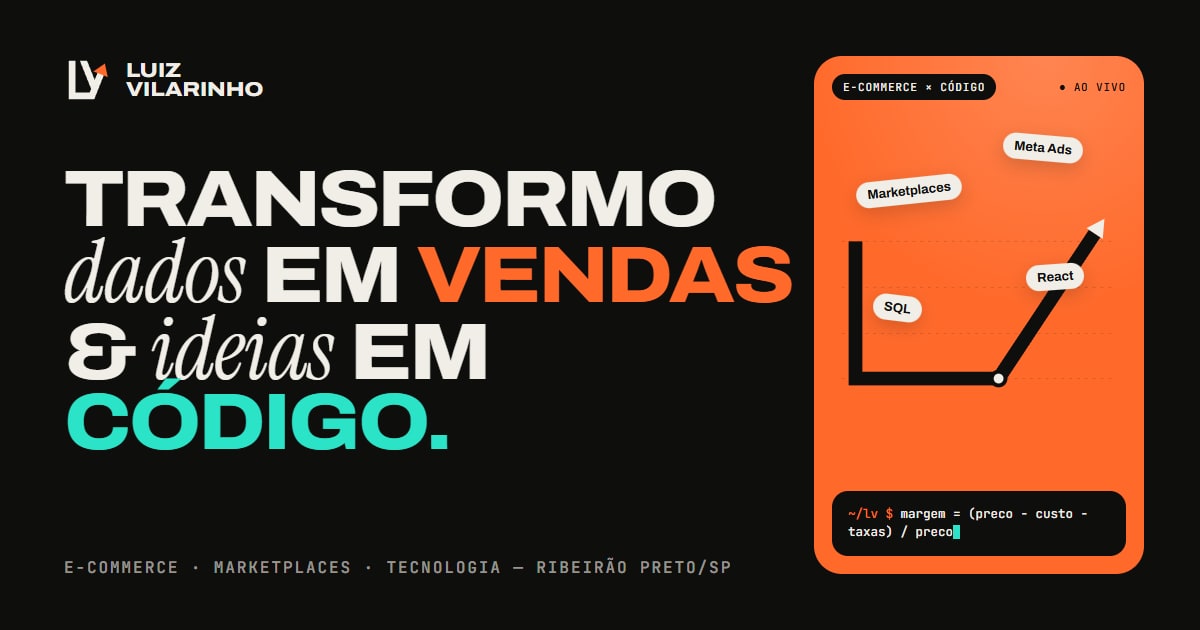 LV
LUIZ
VILARINHO
TRANSFORMO
dados EM VENDAS
& ideias EM
CÓDIGO.
E-COMMERCE · MARKETPLACES · TECNOLOGIA — RIBEIRÃO PRETO/SP
E-COMMERCE × CÓDIGO
● AO VIVO
Meta Ads
Marketplaces
React
SQL
~/lv $ margem = (preco - custo -
taxas) / preco